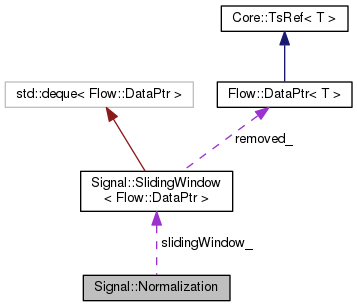 Core::TsRef< T >
std::deque< Flow::DataPtr >
Flow::DataPtr< T >
removed_
Signal::SlidingWindow
< Flow::DataPtr >
slidingWindow_
Signal::Normalization